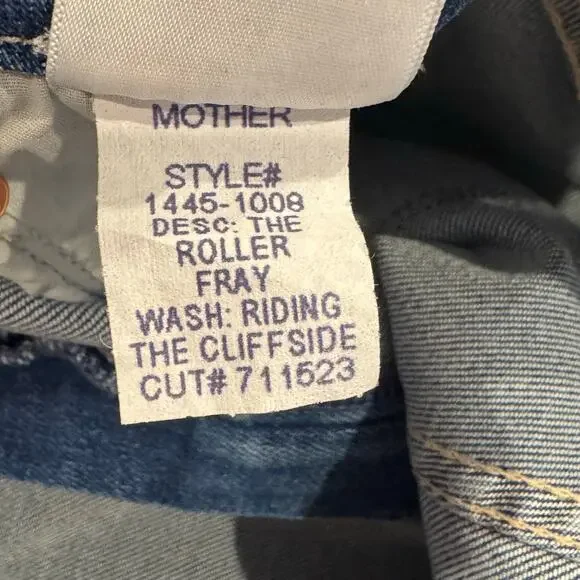 MOTHER
STYLE#
1445-1008
DESC: THE
ROLLER
FRAY
WASH: RIDING
THE CLIFFSIDE
CUT# 711523